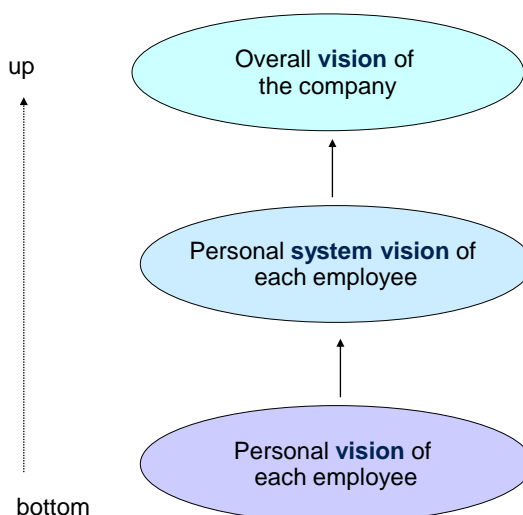 Overall vision of
the company
up
Personal system vision of
each employee
Personal vision of
each employee
bottom